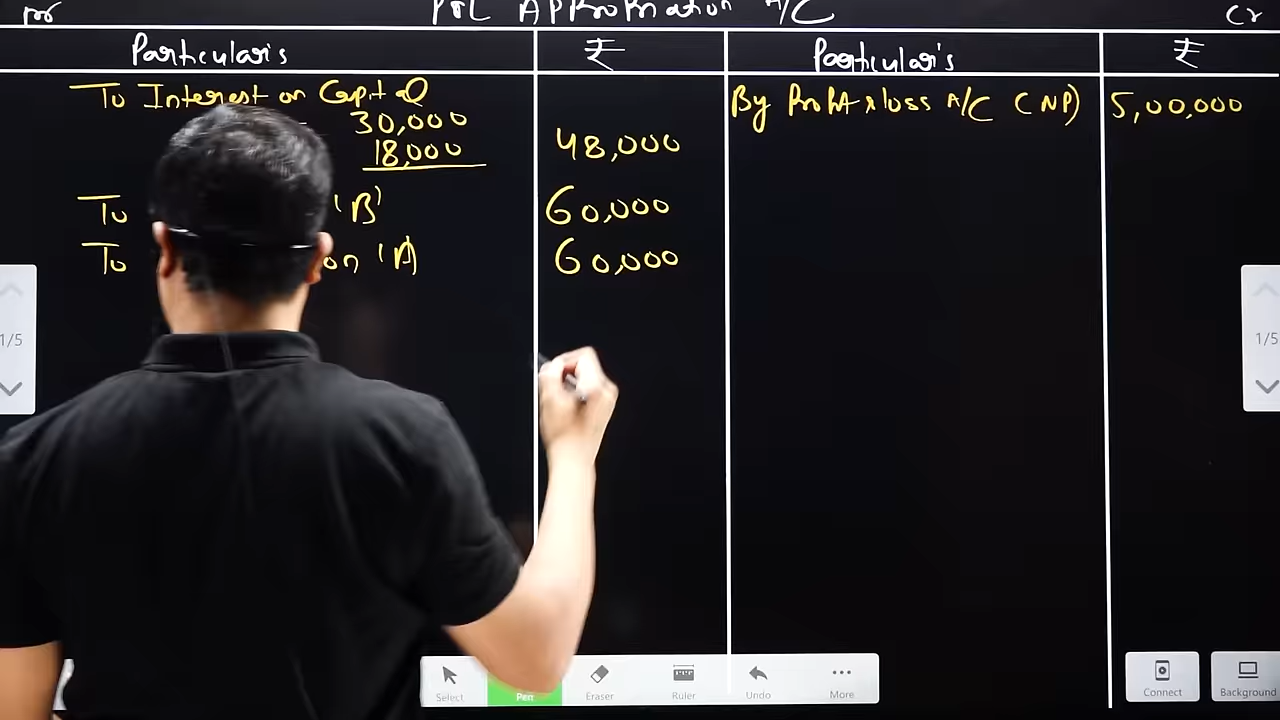 P&L Appropriation A/C
Dr Cr
Particulars ₹ Particulars ₹
To Interest on Capital By Profit & loss A/C (NP) 5,00,000
30,000
18,000 48,000
To 'B' 60,000
To on 'A' 60,000
1/5 1/5
Select Pen Eraser Ruler Undo More Connect Background